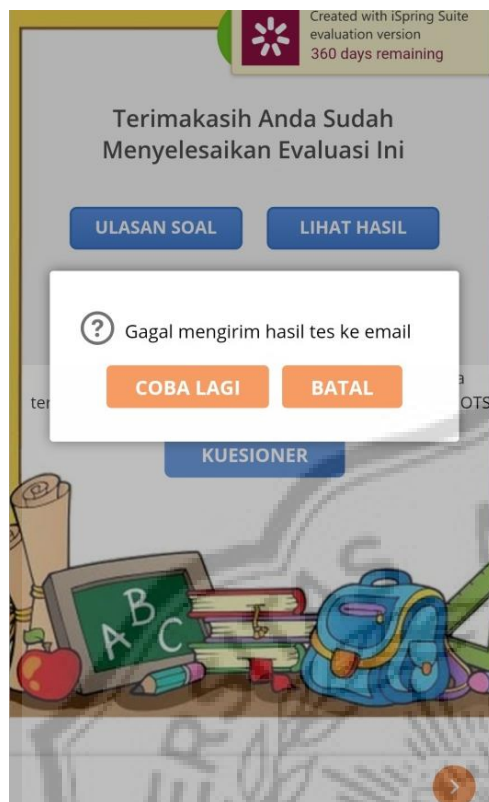 Created with iSpring Suite
evaluation version
360 days remaining
Terimakasih Anda Sudah
Menyelesaikan Evaluasi Ini
ULASAN SOAL
LIHAT HASIL
Gagal mengirim hasil tes ke email
COBA LAGI
BATAL
KUESIONER
A B C